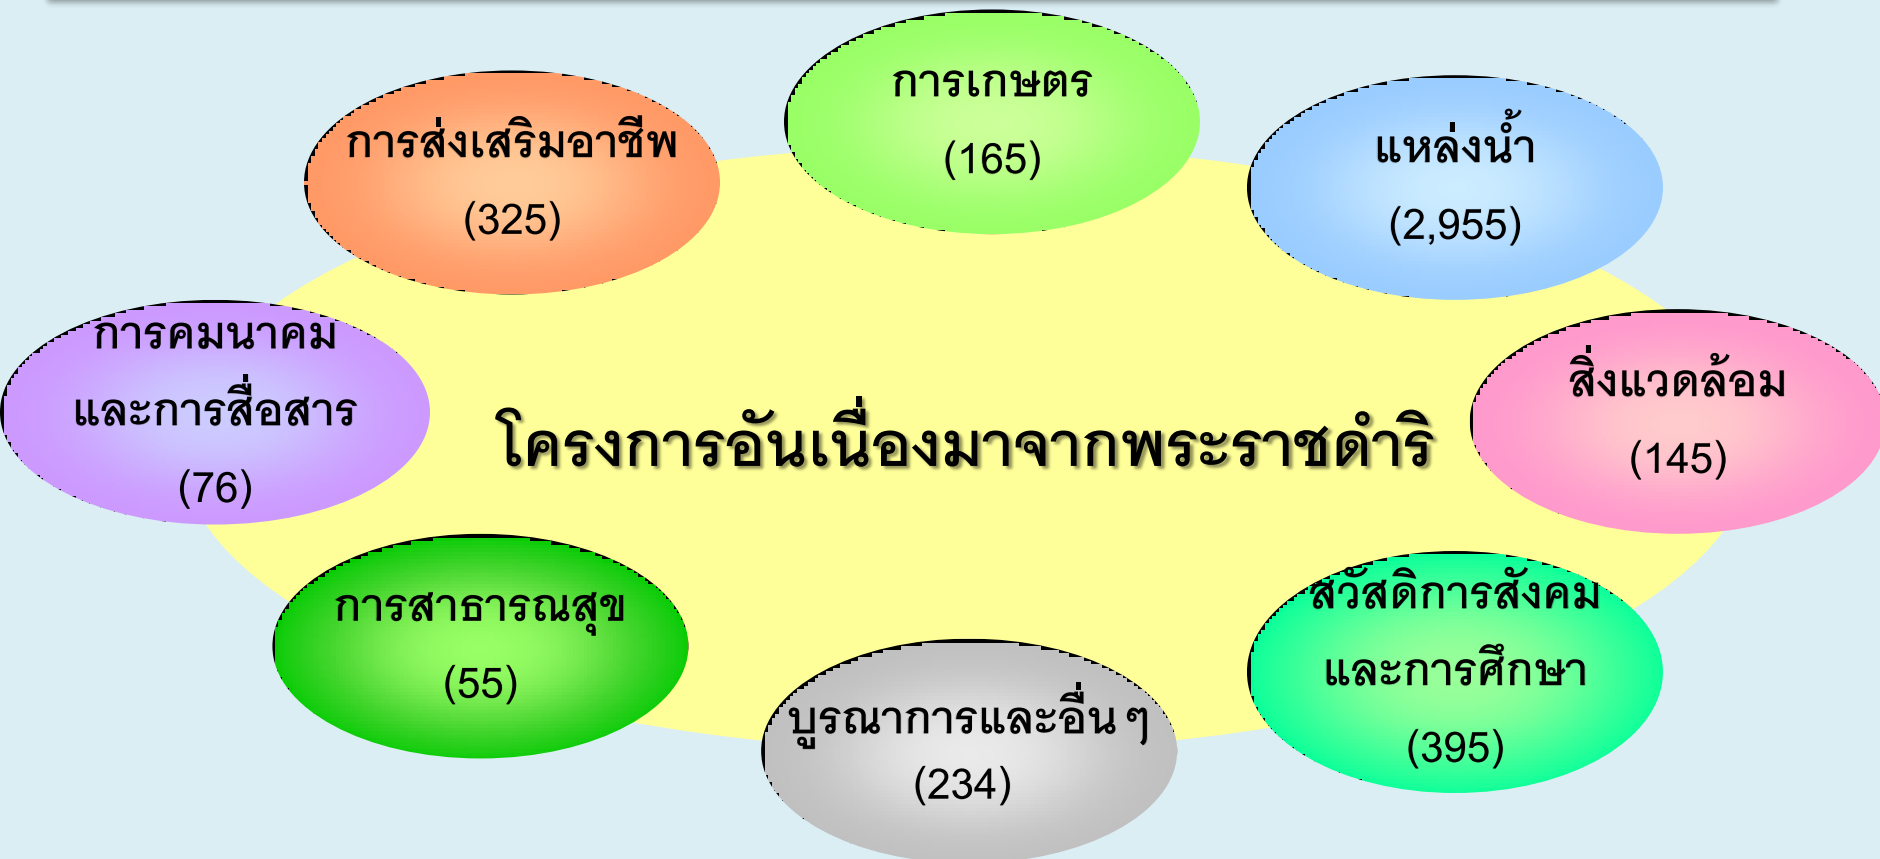 การเกษตร
(165)
แหล่งน้ำ
(2,955)
สิ่งแวดล้อม
(145)
สวัสดิการสังคม
และการศึกษา
(395)
บูรณาการและอื่น ๆ
(234)
การสาธารณสุข
(55)
การคมนาคม
และการสื่อสาร
(76)
การส่งเสริมอาชีพ
(325)
โครงการอันเนื่องมาจากพระราชดำริ